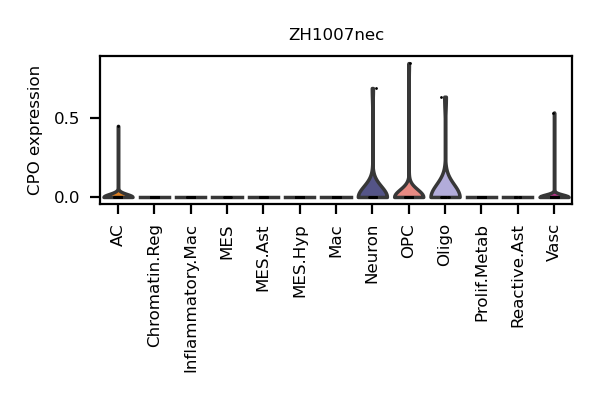 ZH1007nec
CPO expression
0.5
0.0
AC
Chromatin.Reg
Inflammatory.Mac
MES
MES.Ast
MES.Hyp
Mac
Neuron
OPC
Oligo
Prolif.Metab
Reactive.Ast
Vasc